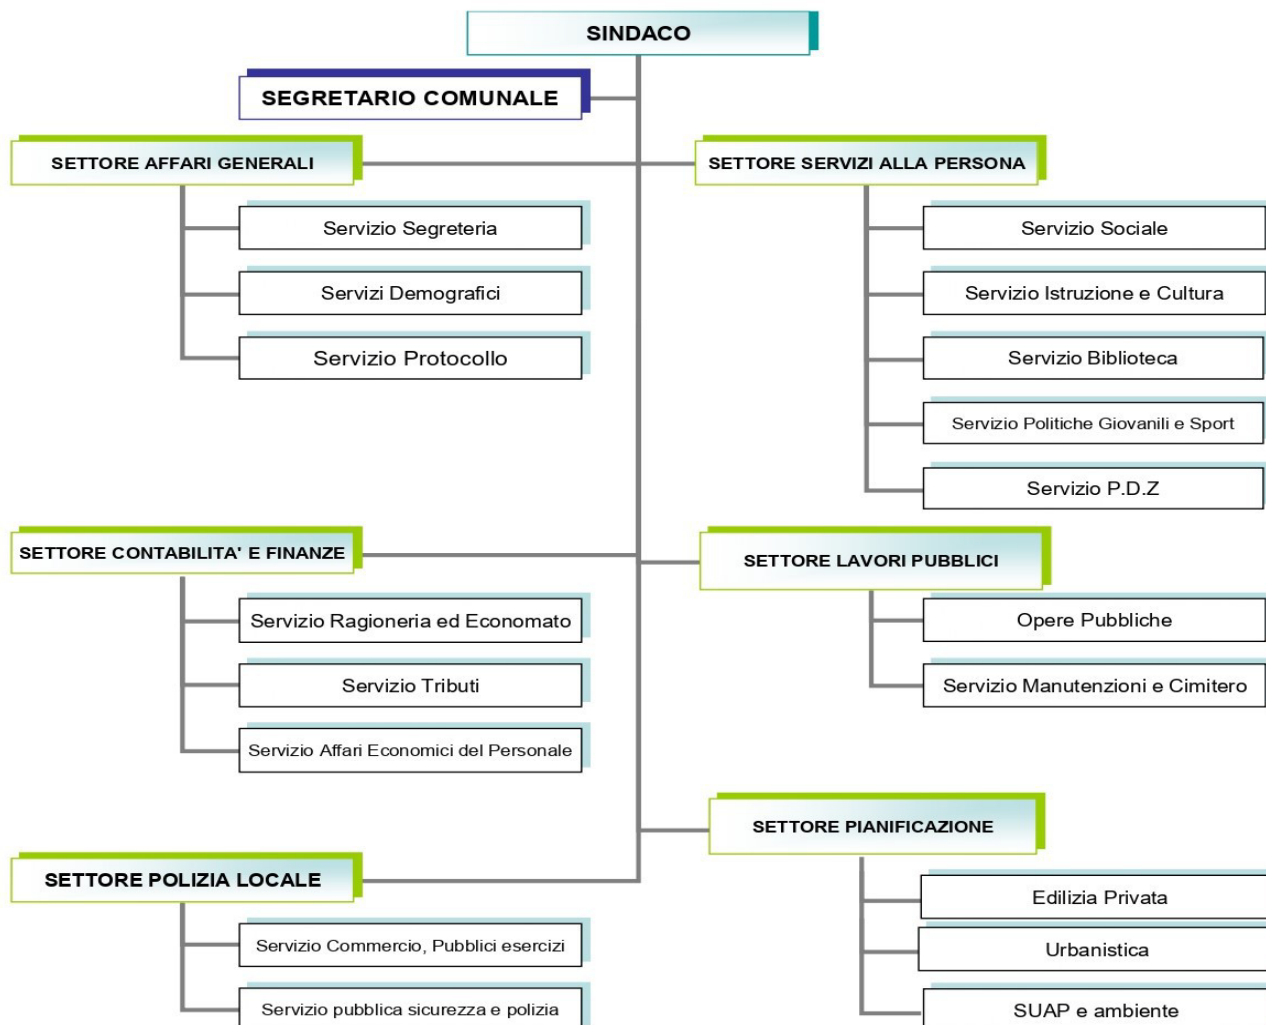 SINDACO
SEGRETARIO COMUNALE
SETTORE AFFARI GENERALI
Servizio Segreteria
Servizi Demografici
Servizio Protocollo
SETTORE SERVIZI ALLA PERSONA
Servizio Sociale
Servizio Istruzione e Cultura
Servizio Biblioteca
Servizio Politiche Giovanili e Sport
Servizio P.D.Z
SETTORE CONTABILITA' E FINANZE
Servizio Ragioneria ed Economato
Servizio Tributi
Servizio Affari Economici del Personale
SETTORE LAVORI PUBBLICI
Opere Pubbliche
Servizio Manutenzioni e Cimitero
SETTORE POLIZIA LOCALE
Servizio Commercio, Pubblici esercizi
Servizio pubblica sicurezza e polizia
SETTORE PIANIFICAZIONE
Edilizia Privata
Urbanistica
SUAP e ambiente